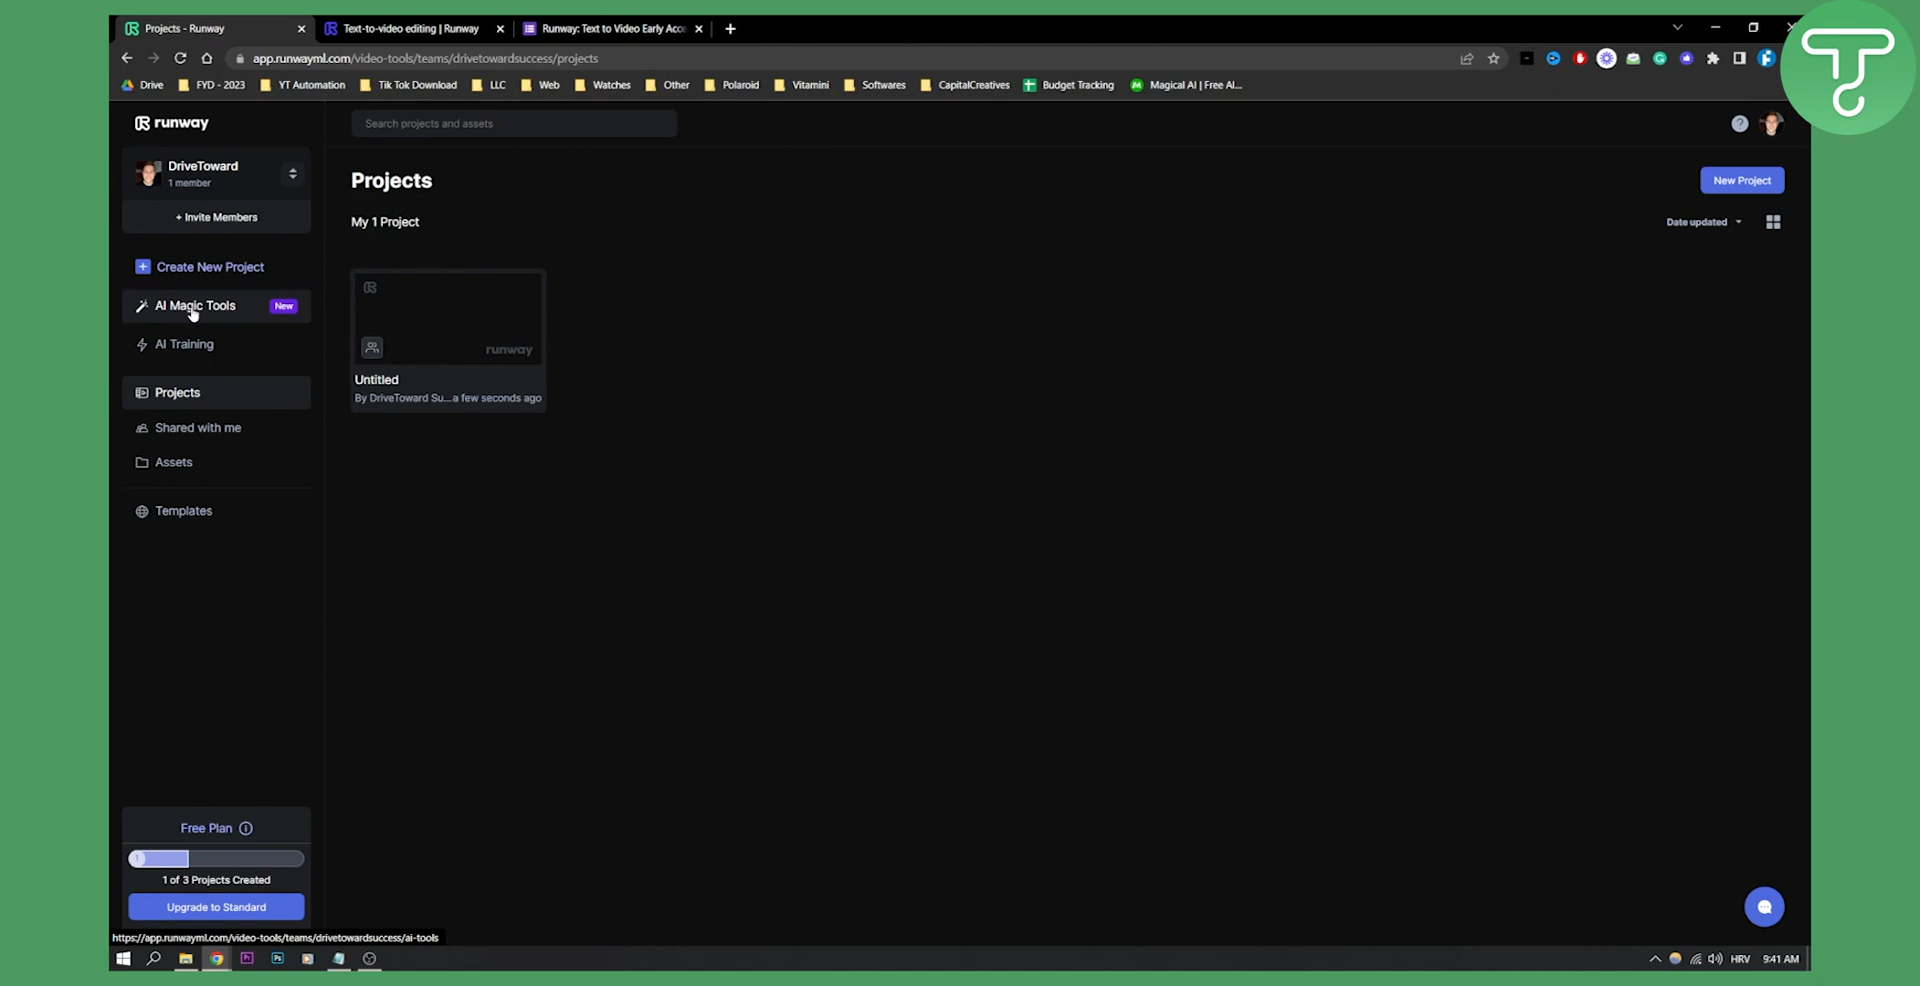 Projects - Runway
Text-to-video editing | Runway
Runway: Text to Video Early Acce
app.runwayml.com/video-tools/teams/drivetowardsuccess/projects
Drive
FYD - 2023
YT Automation
Tik Tok Download
LLC
Web
Watches
Other
Polaroid
Vitamini
Softwares
CapitalCreatives
Budget Tracking
Magical AI | Free AI...
runway
Search projects and assets
?
DriveToward
1 member
+ Invite Members
Projects
New Project
My 1 Project
Date updated
Create New Project
AI Magic Tools
New
AI Training
Projects
Shared with me
Assets
Templates
runway
Untitled
By DriveToward Su...a few seconds ago
Free Plan
1
1 of 3 Projects Created
Upgrade to Standard
https://app.runwayml.com/video-tools/teams/drivetowardsuccess/ai-tools
Pr
Ps
HRV
9:41 AM